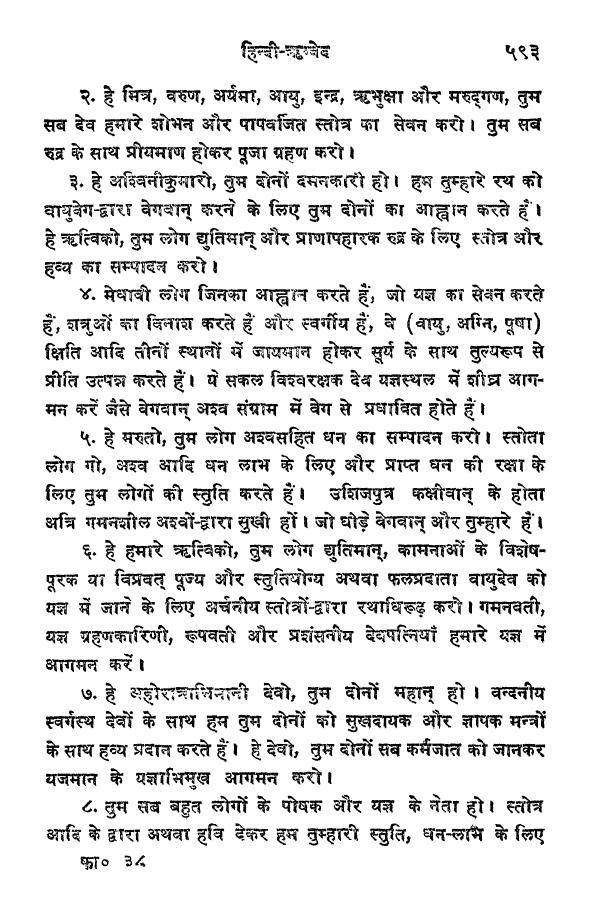 हिन्दी-ऋग्वेद ५९३
२. हे मित्र, वरुण, अर्यमा, आयु, इन्द्र, ऋभुक्षा और मरुद्गण, तुम
सब देव हमारे शोभन और पापवर्जित स्तोत्र का सेवन करो। तुम सब
रुद्र के साथ प्रीयमाण होकर पूजा ग्रहण करो।
३. हे अश्विनीकुमारो, तुम दोनों दमनकारी हो। हम तुम्हारे रथ को
वायुवेग-द्वारा वेगवान् करने के लिए तुम दोनों का आह्वान करते हैं।
हे ऋत्विको, तुम लोग द्युतिमान् और प्राणापहारक रुद्र के लिए स्तोत्र और
हव्य का सम्पादन करो।
४. मेधावी लोग जिनका आह्वान करते हैं, जो यज्ञ का सेवन करते
हैं, शत्रुओं का विनाश करते हैं और स्वर्गीय हैं, वे (वायु, अग्नि, पूषा)
क्षिति आदि तीनों स्थानों में जायमान होकर सूर्य के साथ तुल्यरूप से
प्रीति उत्पन्न करते हैं। ये सकल विश्वरक्षक देव यज्ञस्थल में शीघ्र आग-
मन करें जैसे वेगवान् अश्व संग्राम में वेग से प्रधावित होते हैं।
५. हे मरुतो, तुम लोग अश्वसहित धन का सम्पादन करो। स्तोता
लोग गो, अश्व आदि धन लाभ के लिए और प्राप्त धन की रक्षा के
लिए तुम लोगों की स्तुति करते हैं। उशिजपुत्र कक्षीवान् के होता
अत्रि गमनशील अश्वों-द्वारा सुखी हों। जो घोड़े वेगवान् और तुम्हारे हैं।
६. हे हमारे ऋत्विको, तुम लोग द्युतिमान्, कामनाओं के विशेष-
पूरक या विप्रवत् पूज्य और स्तुतियोग्य अथवा फलप्रदाता वायुदेव को
यज्ञ में जाने के लिए अर्चनीय स्तोत्रों-द्वारा रथाधिरूढ़ करो। गमनवती,
यज्ञ ग्रहणकारिणी, रूपवती और प्रशंसनीय देवपत्नियाँ हमारे यज्ञ में
आगमन करें।
७. हे अहोरात्राभिमानी देवो, तुम दोनों महान् हो। वन्दनीय
स्वर्गस्थ देवों के साथ हम तुम दोनों को सुखदायक और ज्ञापक मन्त्रों
के साथ हव्य प्रदान करते हैं। हे देवो, तुम दोनों सब कर्मजात को जानकर
यजमान के यज्ञाभिमुख आगमन करो।
८. तुम सब बहुत लोगों के पोषक और यज्ञ के नेता हो। स्तोत्र
आदि के द्वारा अथवा हवि देकर हम तुम्हारी स्तुति, धन-लाभ के लिए
फा० ३८